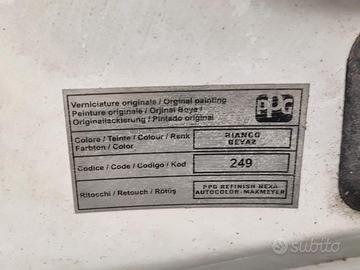 Verniciature originale / Orginal painting
Peinture originale / Orjinal Boya /
Originallackierung / Pintado original
PPG
Colore / Teinte / Colour / Renk
Farbton / Color
BIANCO
BEYAZ
Codice / Code / Codigo / Kod
249
Ritocchi / Retouch / Rötüş
PPG REFINISH NEXA
AUTOCOLOR-MAXMEYER
subito